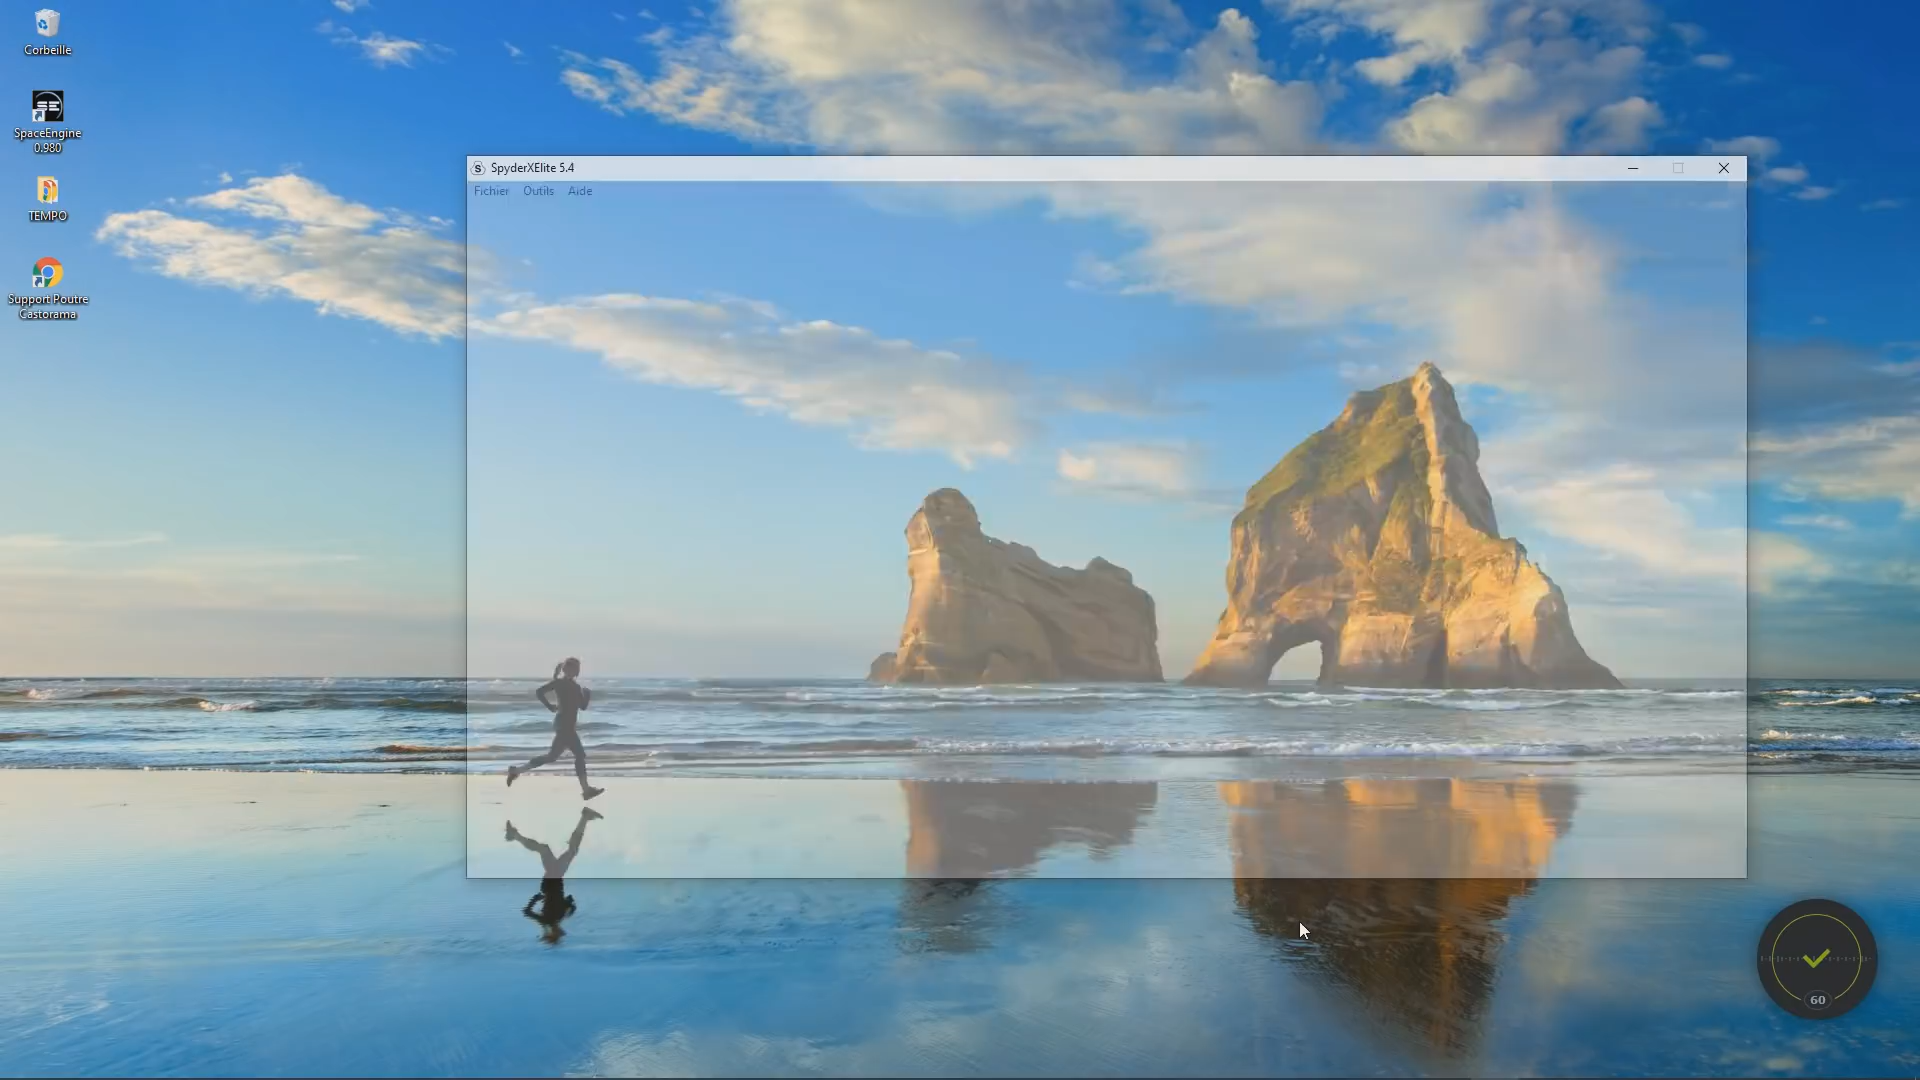 Corbeille
SpaceEngine
0.980
TEMPO
Support Poutre
Castorama
SpyderXElite 5.4
Fichier Outils Aide
60